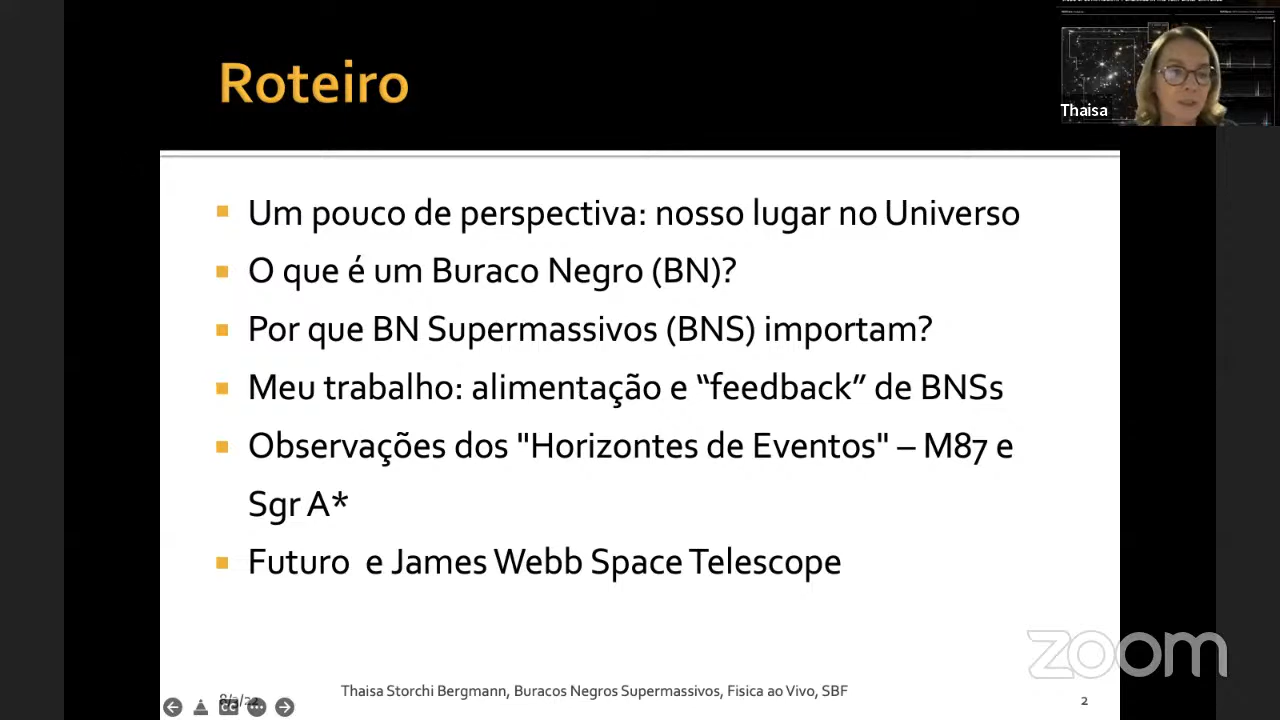 Roteiro
Thaisa
Um pouco de perspectiva: nosso lugar no Universo
O que é um Buraco Negro (BN)?
Por que BN Supermassivos (BNS) importam?
Meu trabalho: alimentação e “feedback” de BNSs
Observações dos "Horizontes de Eventos" – M87 e
Sgr A*
Futuro e James Webb Space Telescope
zoom
Thaisa Storchi Bergmann, Buracos Negros Supermassivos, Fisica ao Vivo, SBF
2
CC